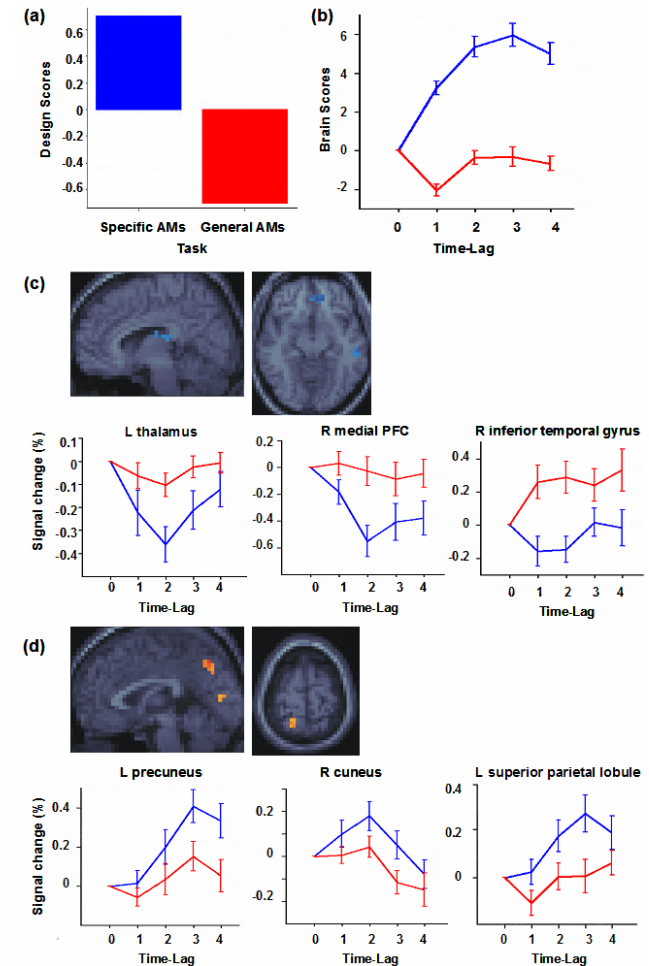 (a)
Design Scores
0.6
0.4
0.2
0
-0.2
-0.4
-0.6
Specific AMs General AMs
Task
(b)
Brain Scores
6
4
2
0
-2
0 1 2 3 4
Time-Lag
(c)
L thalamus
Signal change (%)
0.1
0
-0.1
-0.2
-0.3
-0.4
0 1 2 3 4
Time-Lag
R medial PFC
0.2
0
-0.2
-0.4
-0.6
0 1 2 3 4
Time-Lag
R inferior temporal gyrus
0.4
0.2
0
-0.2
0 1 2 3 4
Time-Lag
(d)
L precuneus
Signal change (%)
0.4
0.2
0
0 1 2 3 4
Time-Lag
R cuneus
0.2
0
-0.2
0 1 2 3 4
Time-Lag
L superior parietal lobule
0.4
0.2
0
0 1 2 3 4
Time-Lag